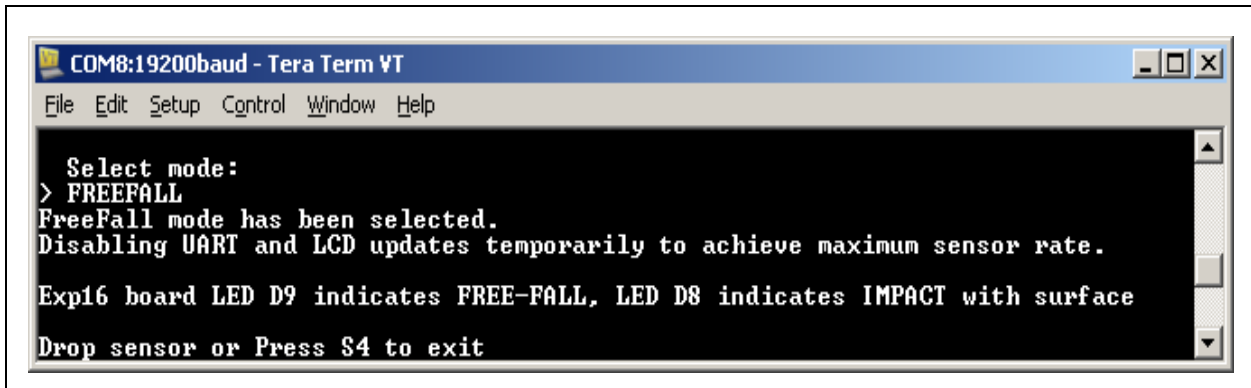 COM8:19200baud - Tera Term VT
File Edit Setup Control Window Help
Select mode:
> FREEFALL
FreeFall mode has been selected.
Disabling UART and LCD updates temporarily to achieve maximum sensor rate.
Exp16 board LED D9 indicates FREE-FALL, LED D8 indicates IMPACT with surface
Drop sensor or Press S4 to exit